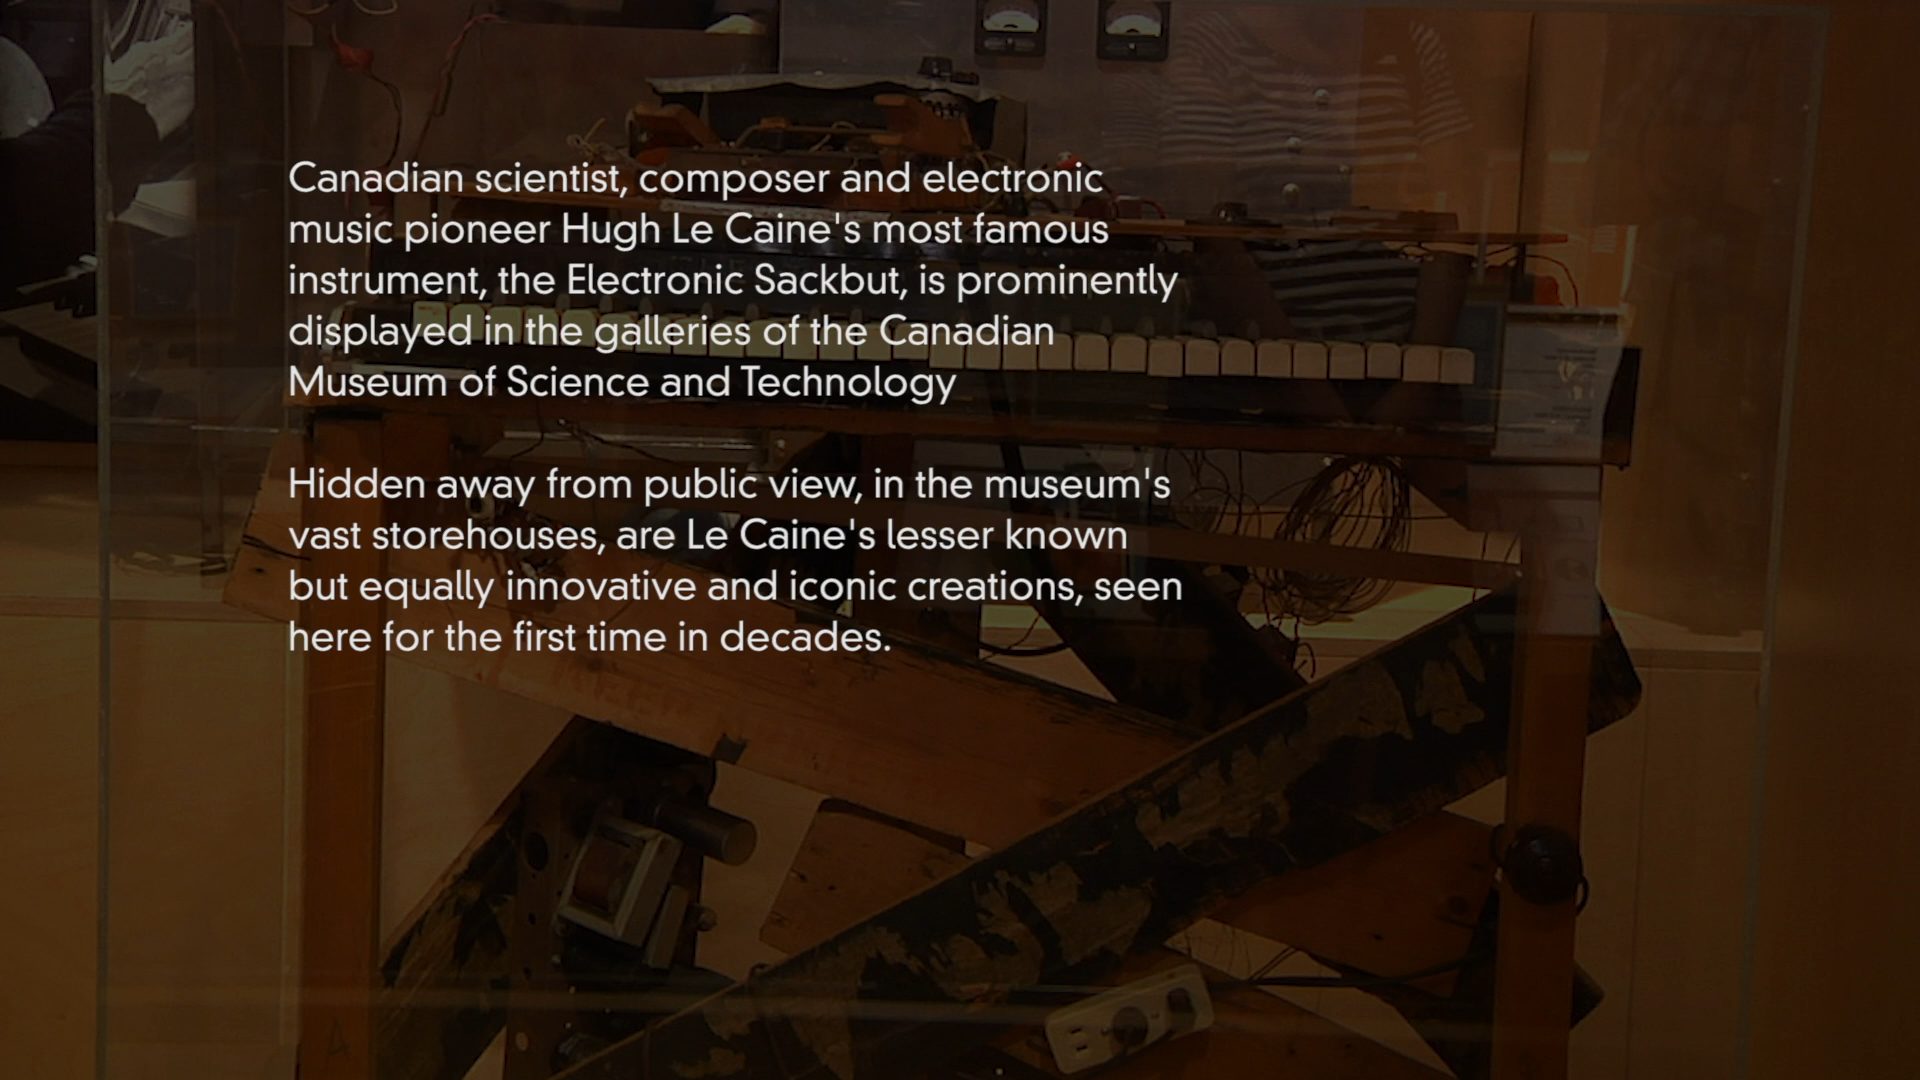 Canadian scientist, composer and electronic
music pioneer Hugh Le Caine's most famous
instrument, the Electronic Sackbut, is prominently
displayed in the galleries of the Canadian
Museum of Science and Technology
Hidden away from public view, in the museum's
vast storehouses, are Le Caine's lesser known
but equally innovative and iconic creations, seen
here for the first time in decades.